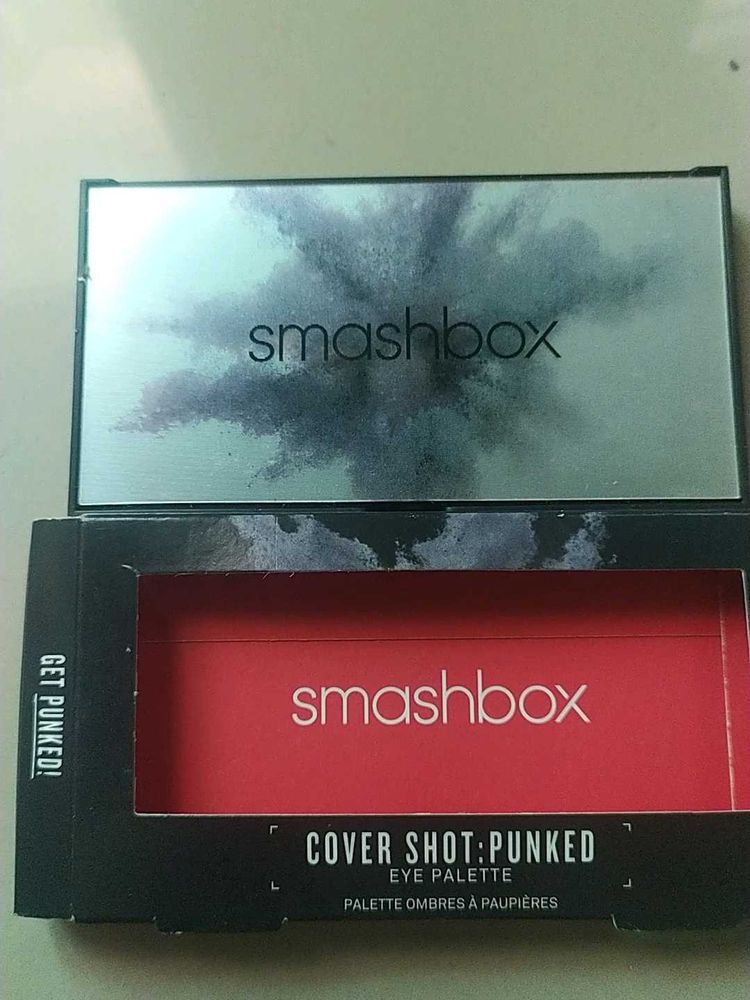 smashbox
smashbox
GET PUNKED!
COVER SHOT:PUNKED
EYE PALETTE
PALETTE OMBRES À PAUPIÈRES